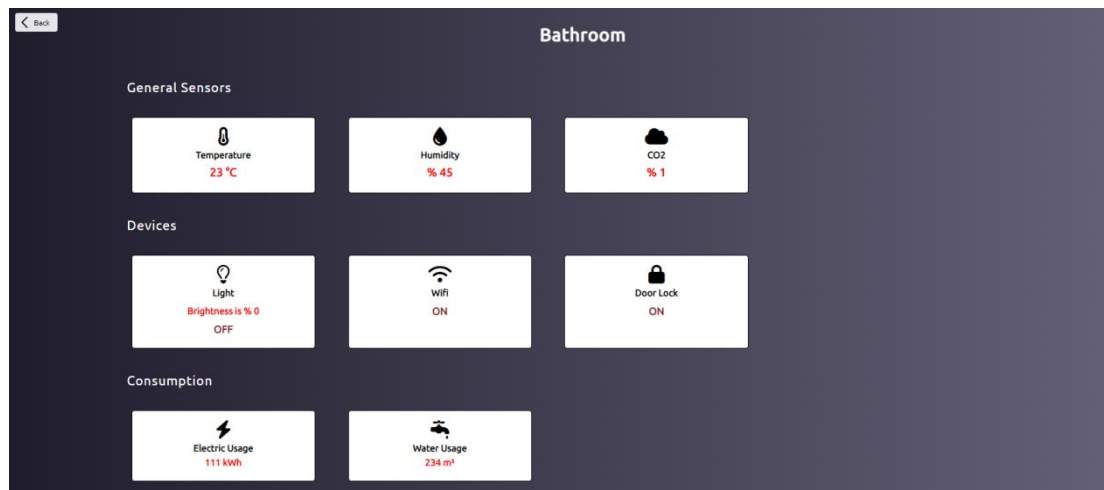 Back
Bathroom
General Sensors
Temperature
23 °C
Humidity
% 45
CO2
% 1
Devices
Light
Brightness is % 0
OFF
Wifi
ON
Door Lock
ON
Consumption
Electric Usage
111 kWh
Water Usage
234 m³